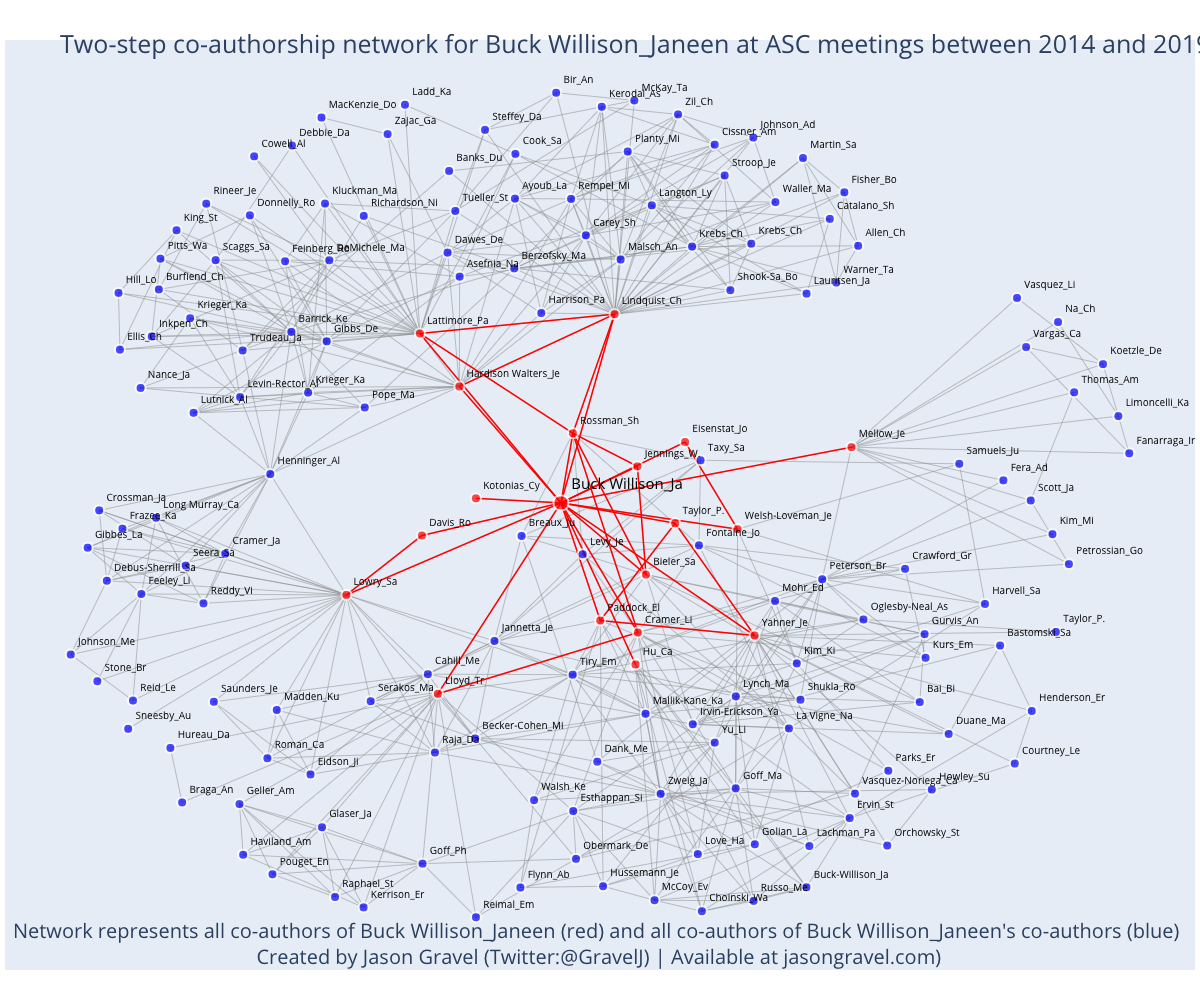 Two-step co-authorship network for Buck Willison_Janeen at ASC meetings between 2014 and 2019
Bir_An
McKay_Ta
Ladd_Ka
Kerodal_As
Zil_Ch
MacKenzie_Do
Steffey_Da
Zajac_Ga
Johnson_Ad
Debbie_Da
Cissner_Am
Cowell_Al
Cook_Sa
Planty_Mi
Martin_Sa
Banks_Du
Stroop_Je
Fisher_Bo
Rineer_Je
Kluckman_Ma
Tueller_St
Ayoub_La
Rempel_Mi
Langton_Ly
Waller_Ma
Donnelly_Ro
Richardson_Ni
Catalano_Sh
King_St
Carey_Sh
Krebs_Ch
Krebs_Ch
Allen_Ch
Pitts_Wa
Scaggs_Sa
Feinberg_Ro
DeMichele_Ma
Dawes_De
Malsch_An
Asefnia_Na
Berzofsky_Ma
Warner_Ta
Hill_Lo
Burfiend_Ch
Shook-Sa_Bo
Lauritsen_Ja
Vasquez_Li
Harrison_Pa
Lindquist_Ch
Krieger_Ka
Barrick_Ke
Lattimore_Pa
Na_Ch
Inkpen_Ch
Ellis_Ch
Trudeau_Ja
Gibbs_De
Vargas_Ca
Koetzle_De
Nance_Ja
Levin-Rector_Al
Krieger_Ka
Hardison Walters_Je
Thomas_Am
Lutnick_Al
Pope_Ma
Limoncelli_Ka
Rossman_Sh
Eisenstat_Jo
Mellow_Je
Fanarraga_Ir
Henninger_Al
Jennings_W.
Taxy_Sa
Samuels_Ju
Kotonias_Cy
Buck Willison_Ja
Fera_Ad
Crossman_Ja
Long Murray_Ca
Scott_Ja
Frazee_Ka
Davis_Ro
Taylor_P.
Welsh-Loveman_Je
Gibbes_La
Seera_Sa
Cramer_Ja
Breaux_Ju
Levy_Je
Fontaine_Jo
Kim_Mi
Debus-Sherrill_Sa
Bieler_Sa
Crawford_Gr
Petrossian_Go
Feeley_Li
Reddy_Vi
Lowry_Sa
Peterson_Br
Mohr_Ed
Harvell_Sa
Johnson_Me
Jannetta_Je
Paddock_El
Cramer_Li
Yahner_Je
Oglesby-Neal_As
Gurvis_An
Taylor_P.
Bastomski_Sa
Stone_Br
Cahill_Me
Tiry_Em
Hu_Ca
Kim_Ki
Kurs_Em
Reid_Le
Saunders_Je
Madden_Ku
Serakos_Ma
Lloyd_Tr
Lynch_Ma
Shukla_Ro
Bal_Bi
Henderson_Er
Sneesby_Au
Mallik-Kane_Ka
Irvin-Erickson_Ya
La Vigne_Na
Hureau_Da
Roman_Ca
Raja_Da
Becker-Cohen_Mi
Yu_Li
Duane_Ma
Courtney_Le
Eidson_Ji
Dank_Me
Parks_Er
Braga_An
Geller_Am
Walsh_Ke
Esthappan_Si
Zweig_Ja
Goff_Ma
Vasquez-Noriega_Ca
Howley_Su
Glaser_Ja
Ervin_St
Haviland_Am
Obermark_De
Love_Ha
Golian_La
Lachman_Pa
Orchowsky_St
Pouget_En
Goff_Ph
Flynn_Ab
Hussemann_Je
Buck-Willison_Ja
Raphael_St
Kerrison_Er
Reimal_Em
McCoy_Ev
Choinski_Wa
Russo_Me
Network represents all co-authors of Buck Willison_Janeen (red) and all co-authors of Buck Willison_Janeen's co-authors (blue)
Created by Jason Gravel (Twitter:@GravelJ) | Available at jasongravel.com)